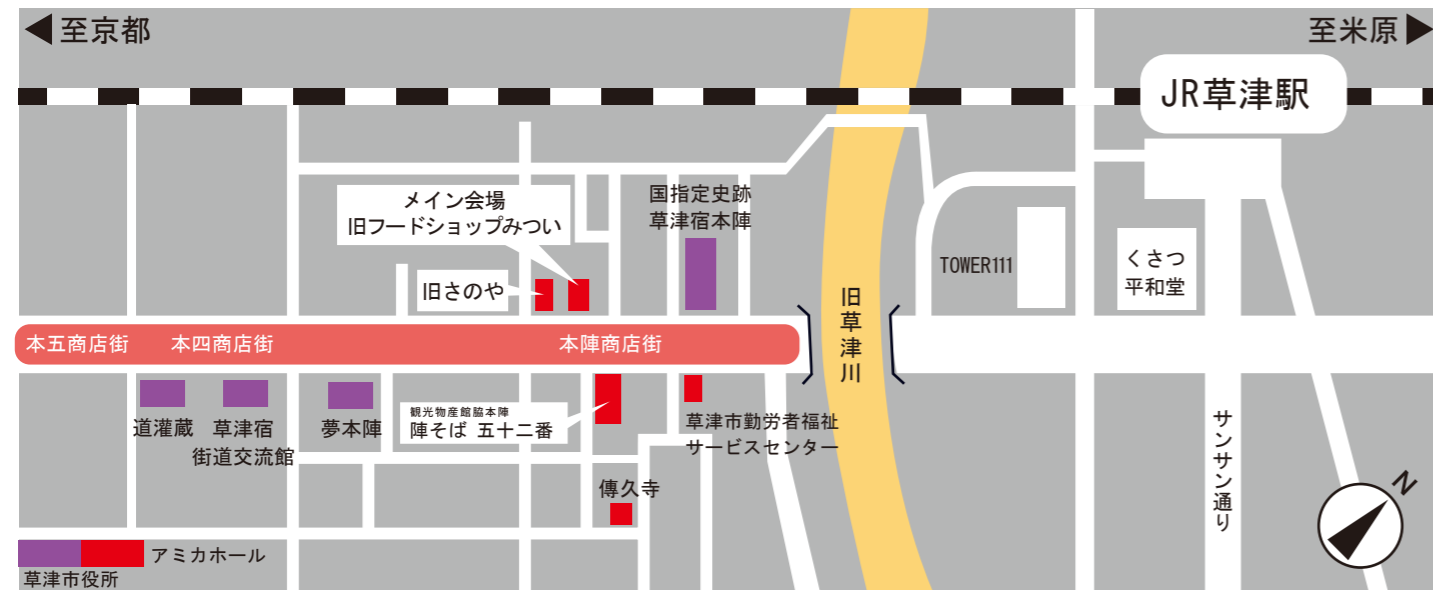 至京都
至米原
JR草津駅
メイン会場
旧フードショップみつい
国指定史跡
草津宿本陣
旧さのや
TOWER111
くさつ
平和堂
旧草津川
本五商店街
本四商店街
本陣商店街
道灌蔵
草津宿
街道交流館
夢本陣
観光物産館脇本陣
陣そば 五十二番
草津市勤労者福祉
サービスセンター
サンサン通り
傳久寺
N
アミカホール
草津市役所